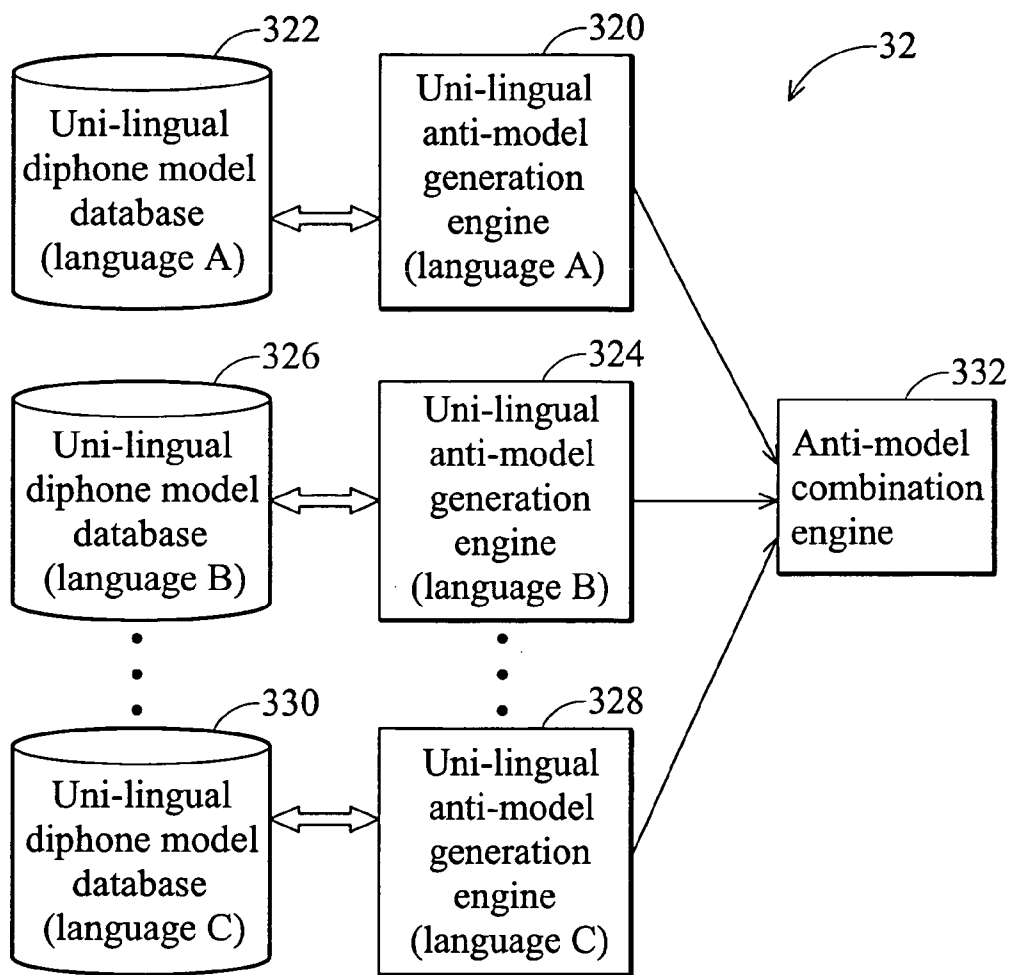 322
320
32
Uni-lingual
diphone model
database
(language A)
Uni-lingual
anti-model
generation
engine
(language A)
326
324
332
Uni-lingual
diphone model
database
(language B)
Uni-lingual
anti-model
generation
engine
(language B)
Anti-model
combination
engine
330
328
Uni-lingual
diphone model
database
(language C)
Uni-lingual
anti-model
generation
engine
(language C)